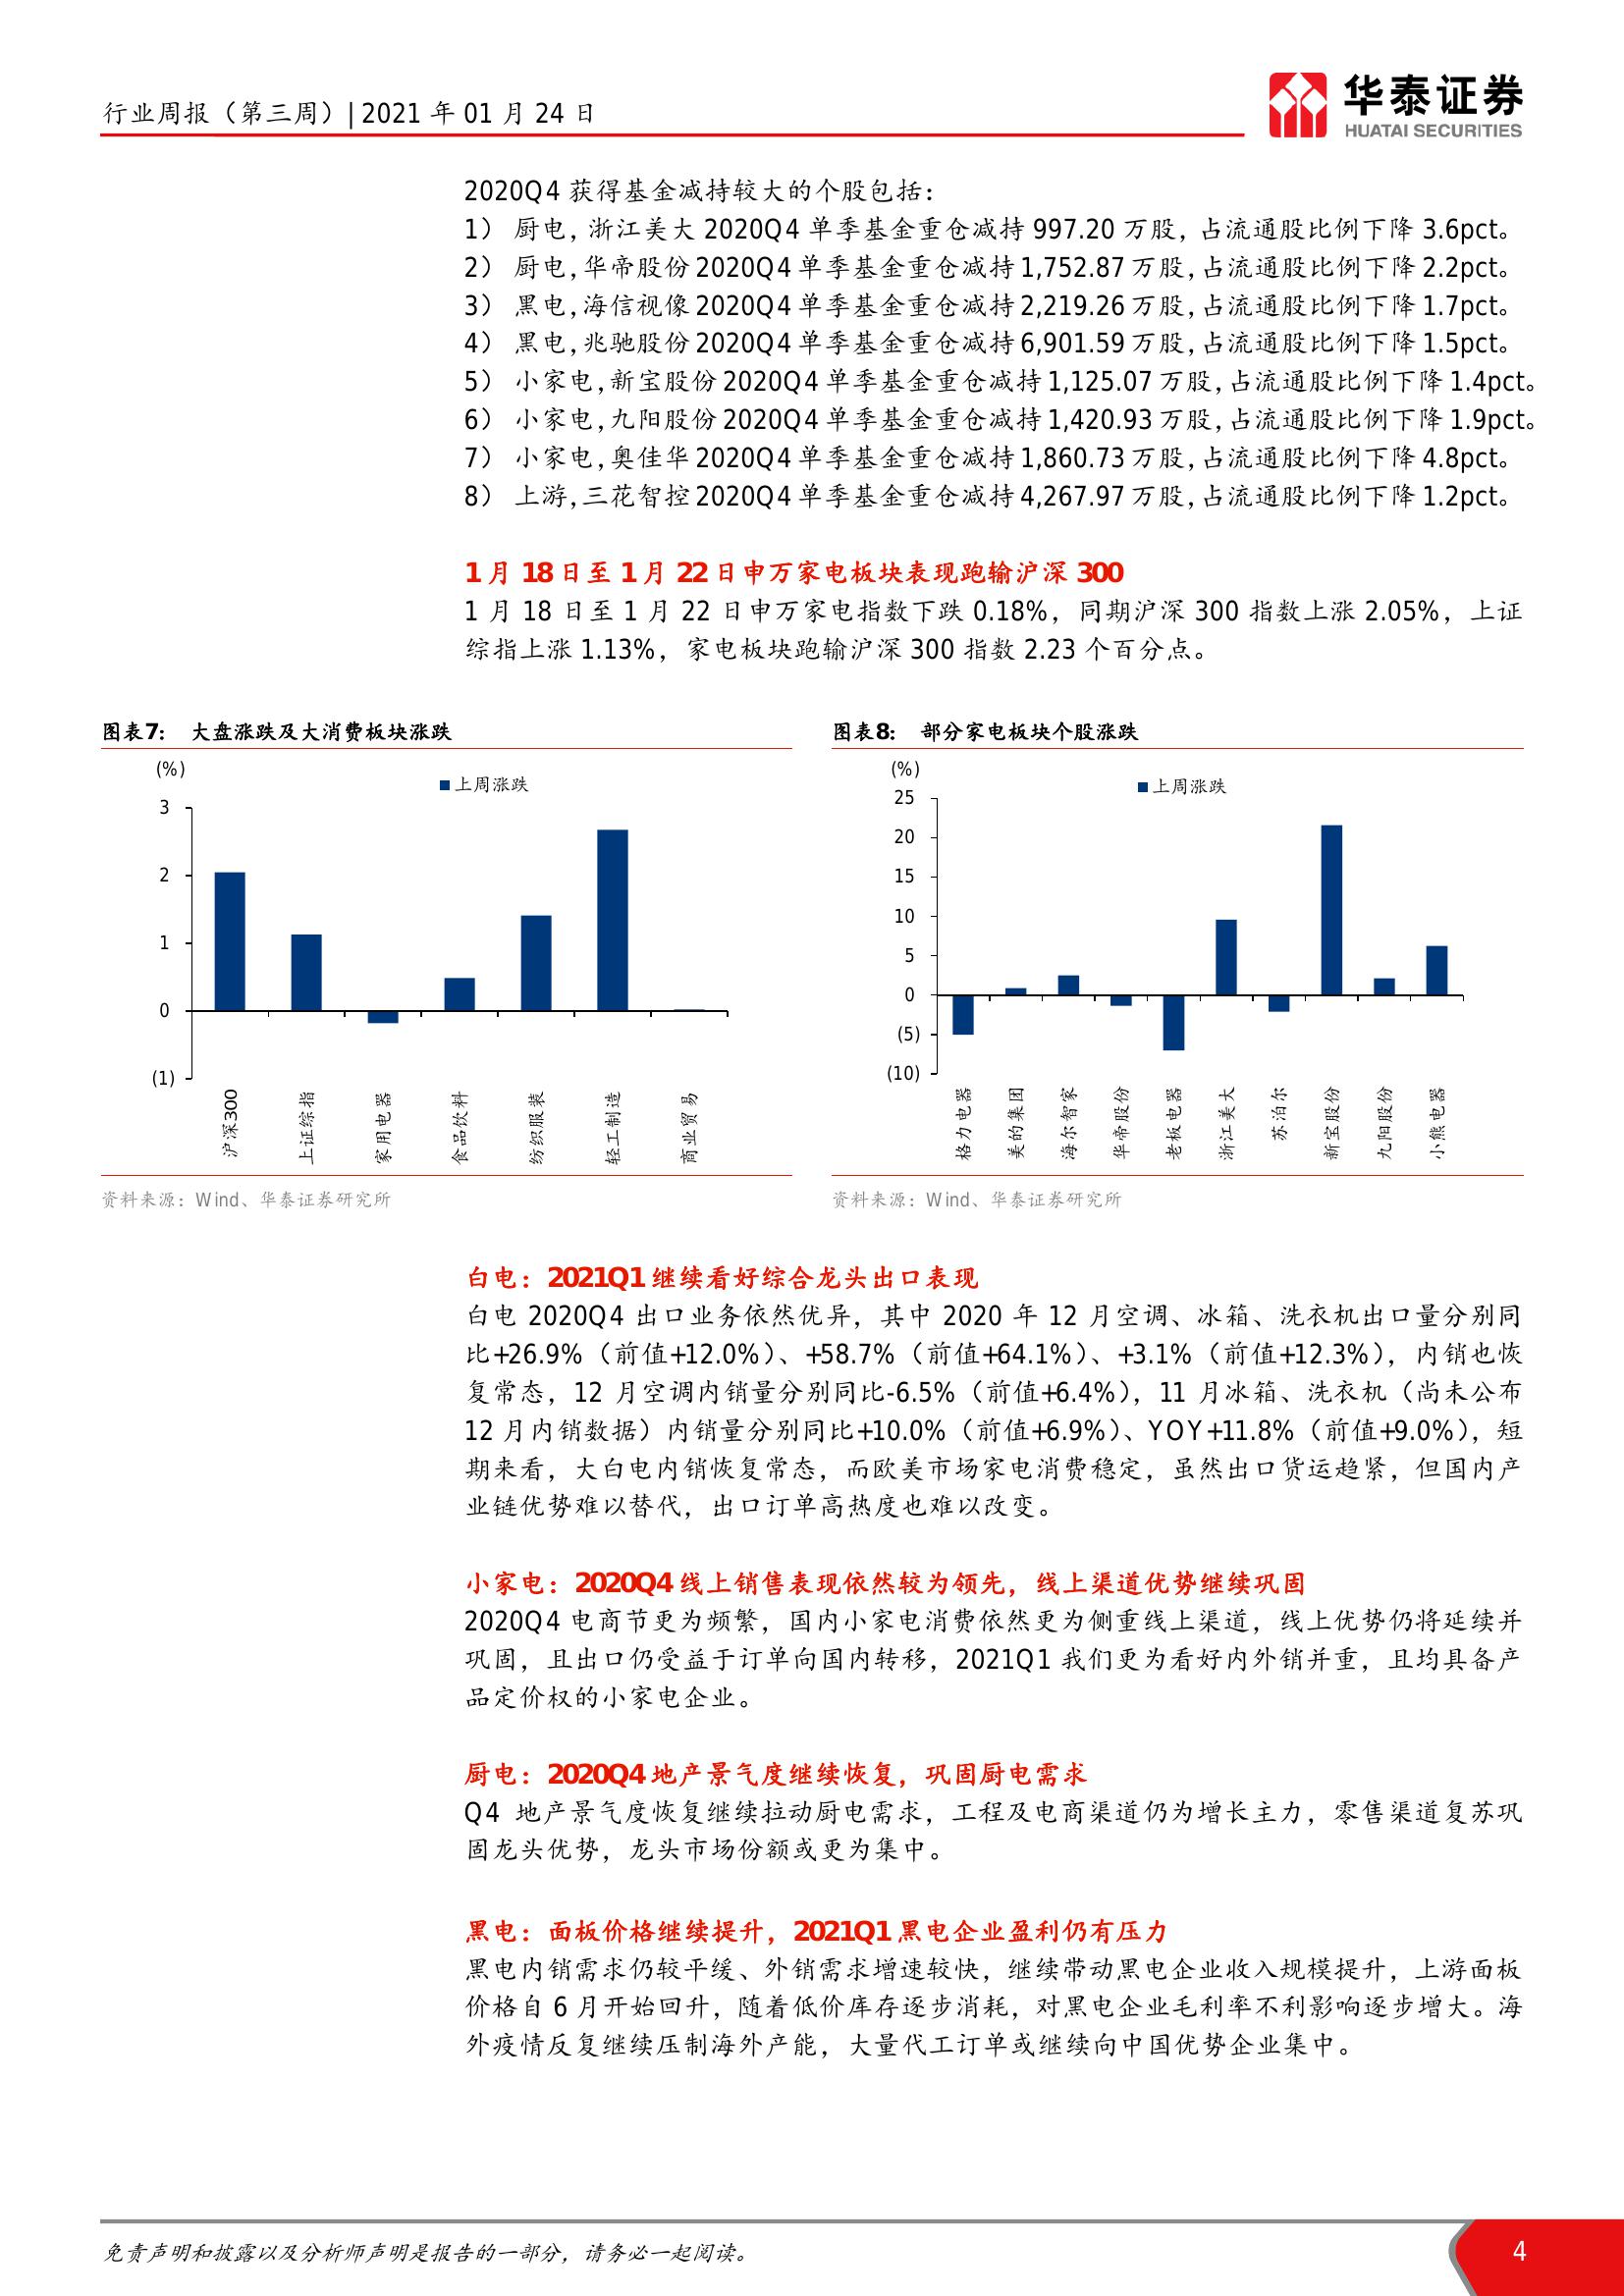 行业周报（第三周）| 2021 年 01 月 24 日
华泰证券
HUATAI SECURITIES
2020Q4 获得基金减持较大的个股包括：
1） 厨电，浙江美大 2020Q4 单季基金重仓减持 997.20 万股，占流通股比例下降 3.6pct。
2） 厨电，华帝股份 2020Q4 单季基金重仓减持 1,752.87 万股，占流通股比例下降 2.2pct。
3） 黑电，海信视像 2020Q4 单季基金重仓减持 2,219.26 万股，占流通股比例下降 1.7pct。
4） 黑电，兆驰股份 2020Q4 单季基金重仓减持 6,901.59 万股，占流通股比例下降 1.5pct。
5） 小家电，新宝股份 2020Q4 单季基金重仓减持 1,125.07 万股，占流通股比例下降 1.4pct。
6） 小家电，九阳股份 2020Q4 单季基金重仓减持 1,420.93 万股，占流通股比例下降 1.9pct。
7） 小家电，奥佳华 2020Q4 单季基金重仓减持 1,860.73 万股，占流通股比例下降 4.8pct。
8） 上游，三花智控 2020Q4 单季基金重仓减持 4,267.97 万股，占流通股比例下降 1.2pct。
1 月 18 日至 1 月 22 日申万家电板块表现跑输沪深 300
1 月 18 日至 1 月 22 日申万家电指数下跌 0.18%，同期沪深 300 指数上涨 2.05%，上证
综指上涨 1.13%，家电板块跑输沪深 300 指数 2.23 个百分点。
图表7： 大盘涨跌及大消费板块涨跌
(%)
上周涨跌
3
2
1
0
(1)
沪深300
上证综指
家用电器
食品饮料
纺织服装
轻工制造
商业贸易
资料来源：Wind、华泰证券研究所
图表8： 部分家电板块个股涨跌
(%)
上周涨跌
25
20
15
10
5
0
(5)
(10)
格力电器
美的集团
海尔智家
华帝股份
老板电器
浙江美大
苏泊尔
新宝股份
九阳股份
小熊电器
资料来源：Wind、华泰证券研究所
白电：2021Q1 继续看好综合龙头出口表现
白电 2020Q4 出口业务依然优异，其中 2020 年 12 月空调、冰箱、洗衣机出口量分别同
比+26.9%（前值+12.0%）、+58.7%（前值+64.1%）、+3.1%（前值+12.3%），内销也恢
复常态，12 月空调内销量分别同比-6.5%（前值+6.4%），11 月冰箱、洗衣机（尚未公布
12 月内销数据）内销量分别同比+10.0%（前值+6.9%）、YOY+11.8%（前值+9.0%），短
期来看，大白电内销恢复常态，而欧美市场家电消费稳定，虽然出口货运趋紧，但国内产
业链优势难以替代，出口订单高热度也难以改变。
小家电：2020Q4 线上销售表现依然较为领先，线上渠道优势继续巩固
2020Q4 电商节更为频繁，国内小家电消费依然更为侧重线上渠道，线上优势仍将延续并
巩固，且出口仍受益于订单向国内转移，2021Q1 我们更为看好内外销并重，且均具备产
品定价权的小家电企业。
厨电：2020Q4 地产景气度继续恢复，巩固厨电需求
Q4 地产景气度恢复继续拉动厨电需求，工程及电商渠道仍为增长主力，零售渠道复苏巩
固龙头优势，龙头市场份额或更为集中。
黑电：面板价格继续提升，2021Q1 黑电企业盈利仍有压力
黑电内销需求仍较平缓、外销需求增速较快，继续带动黑电企业收入规模提升，上游面板
价格自 6 月开始回升，随着低价库存逐步消耗，对黑电企业毛利率不利影响逐步增大。海
外疫情反复继续压制海外产能，大量代工订单或继续向中国优势企业集中。
免责声明和披露以及分析师声明是报告的一部分，请务必一起阅读。
4